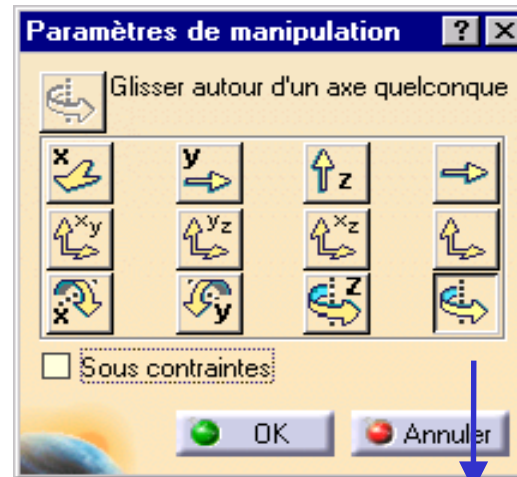 Paramètres de manipulation ? X
Glisser autour d'un axe quelconque
x y z
xy yz xz
x y z
Sous contraintes
OK Annuler